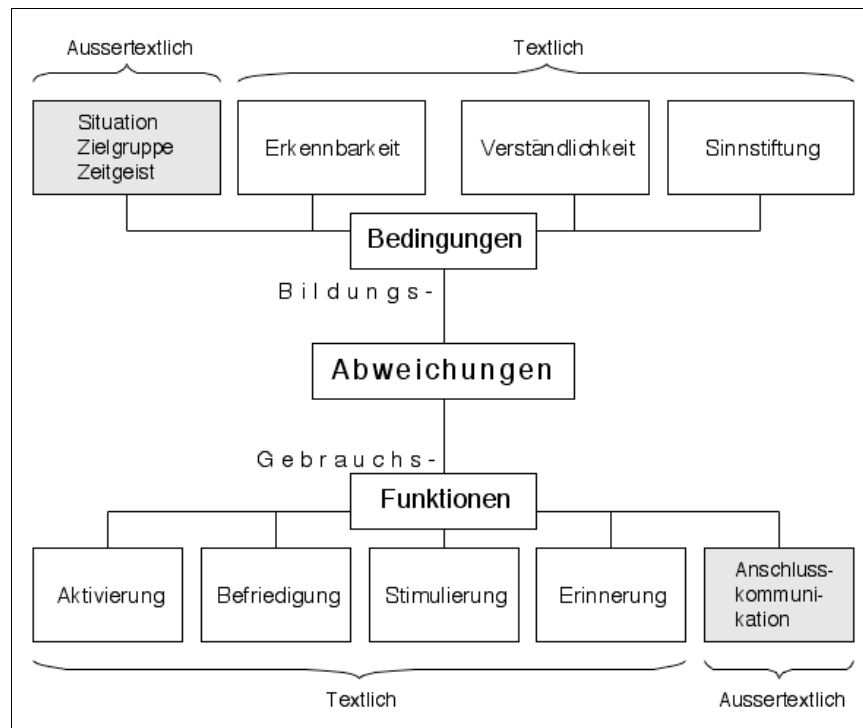 Aussertextlich
Textlich
Situation
Zielgruppe
Zeitgeist
Erkennbarkeit
Verständlichkeit
Sinnstiftung
Bedingungen
Bildungs-
Abweichungen
Gebrauchs-
Funktionen
Aktivierung
Befriedigung
Stimulierung
Erinnerung
Anschluss-
kommuni-
kation
Textlich
Aussertextlich